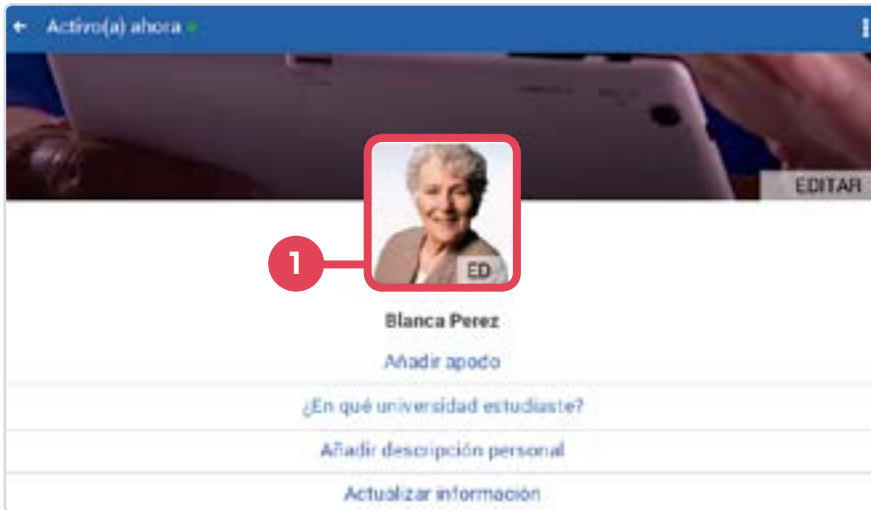 Activo(a) ahora
EDITAR
1
ED
Blanca Perez
Añadir apodo
¿En qué universidad estudiaste?
Añadir descripción personal
Actualizar información